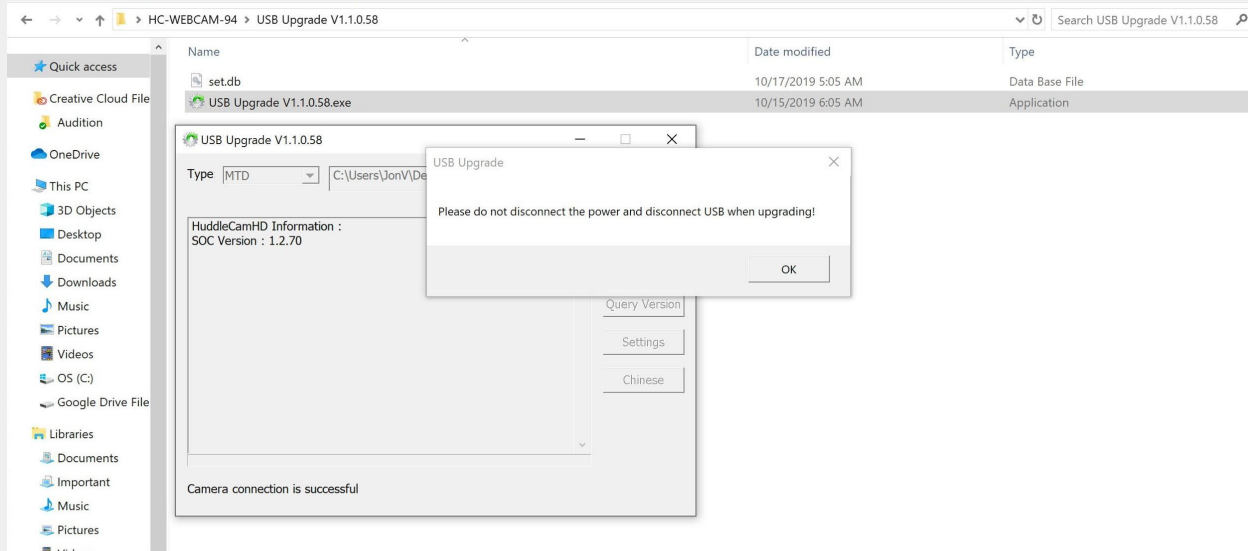 HC-WEBCAM-94 > USB Upgrade V1.1.0.58
Search USB Upgrade V1.1.0.58
Name Date modified Type
Quick access
set.db 10/17/2019 5:05 AM Data Base File
Creative Cloud File
USB Upgrade V1.1.0.58.exe 10/15/2019 6:05 AM Application
Audition
OneDrive
This PC
3D Objects
Desktop
Documents
Downloads
Music
Pictures
Videos
OS (C:)
Google Drive File
Libraries
Documents
Important
Music
Pictures
USB Upgrade V1.1.0.58
Type MTD C:\Users\JonV\De
HuddleCamHD Information :
SOC Version : 1.2.70
Query Version
Settings
Chinese
Camera connection is successful
USB Upgrade
Please do not disconnect the power and disconnect USB when upgrading!
OK